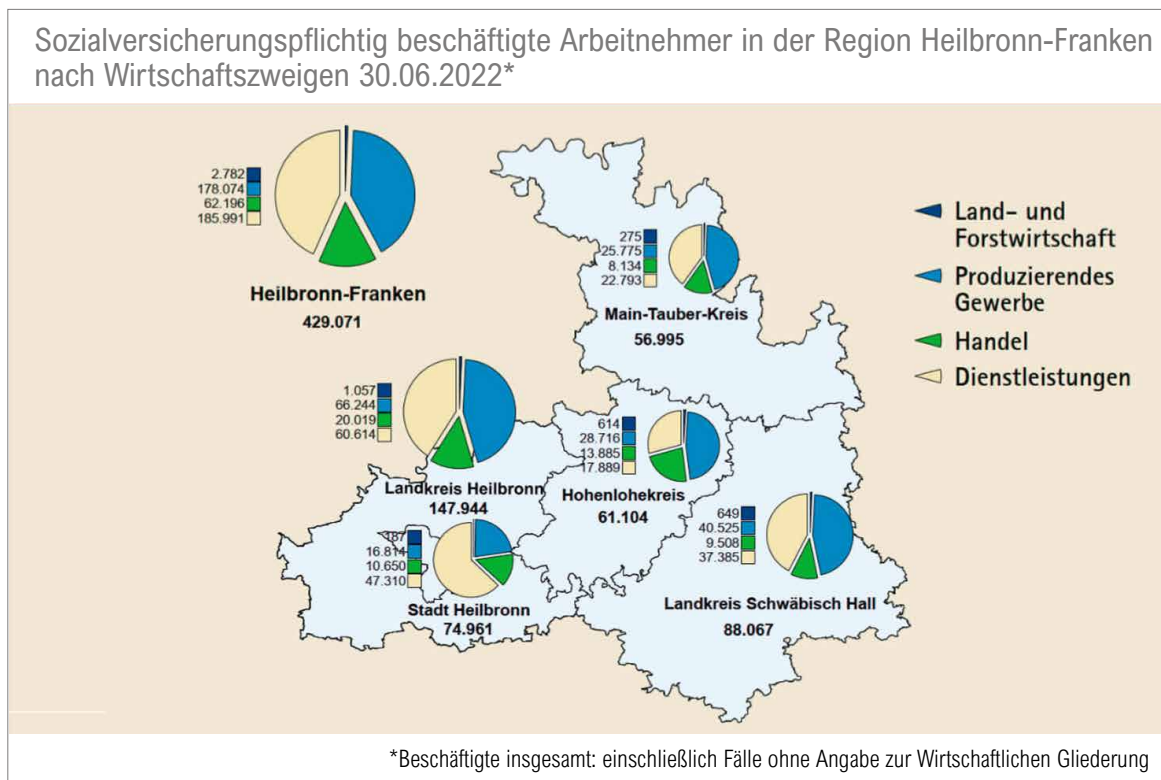 Sozialversicherungspflichtig beschäftigte Arbeitnehmer in der Region Heilbronn-Franken
nach Wirtschaftszweigen 30.06.2022*
2.782
178.074
62.196
185.991
Heilbronn-Franken
429.071
275
25.775
8.134
22.793
Main-Tauber-Kreis
56.995
Land- und
Forstwirtschaft
Produzierendes
Gewerbe
Handel
Dienstleistungen
1.057
66.244
20.019
60.614
Landkreis Heilbronn
147.944
614
28.716
13.885
17.889
Hohenlohekreis
61.104
187
16.814
10.650
47.310
Stadt Heilbronn
74.961
649
40.525
9.508
37.385
Landkreis Schwäbisch Hall
88.067
*Beschäftigte insgesamt: einschließlich Fälle ohne Angabe zur Wirtschaftlichen Gliederung